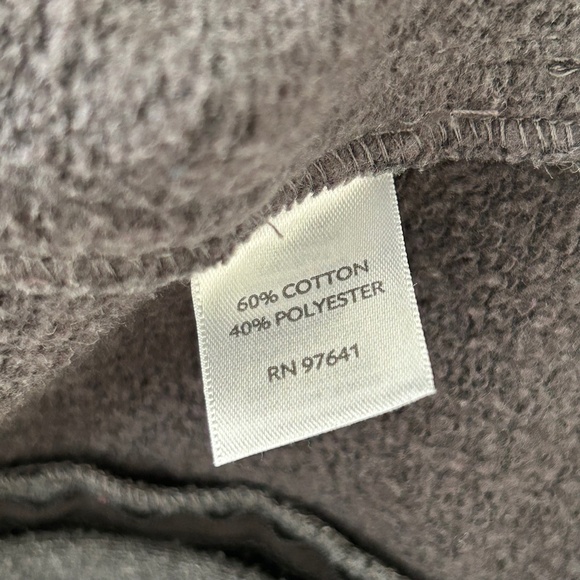 60% COTTON
40% POLYESTER
RN 97641